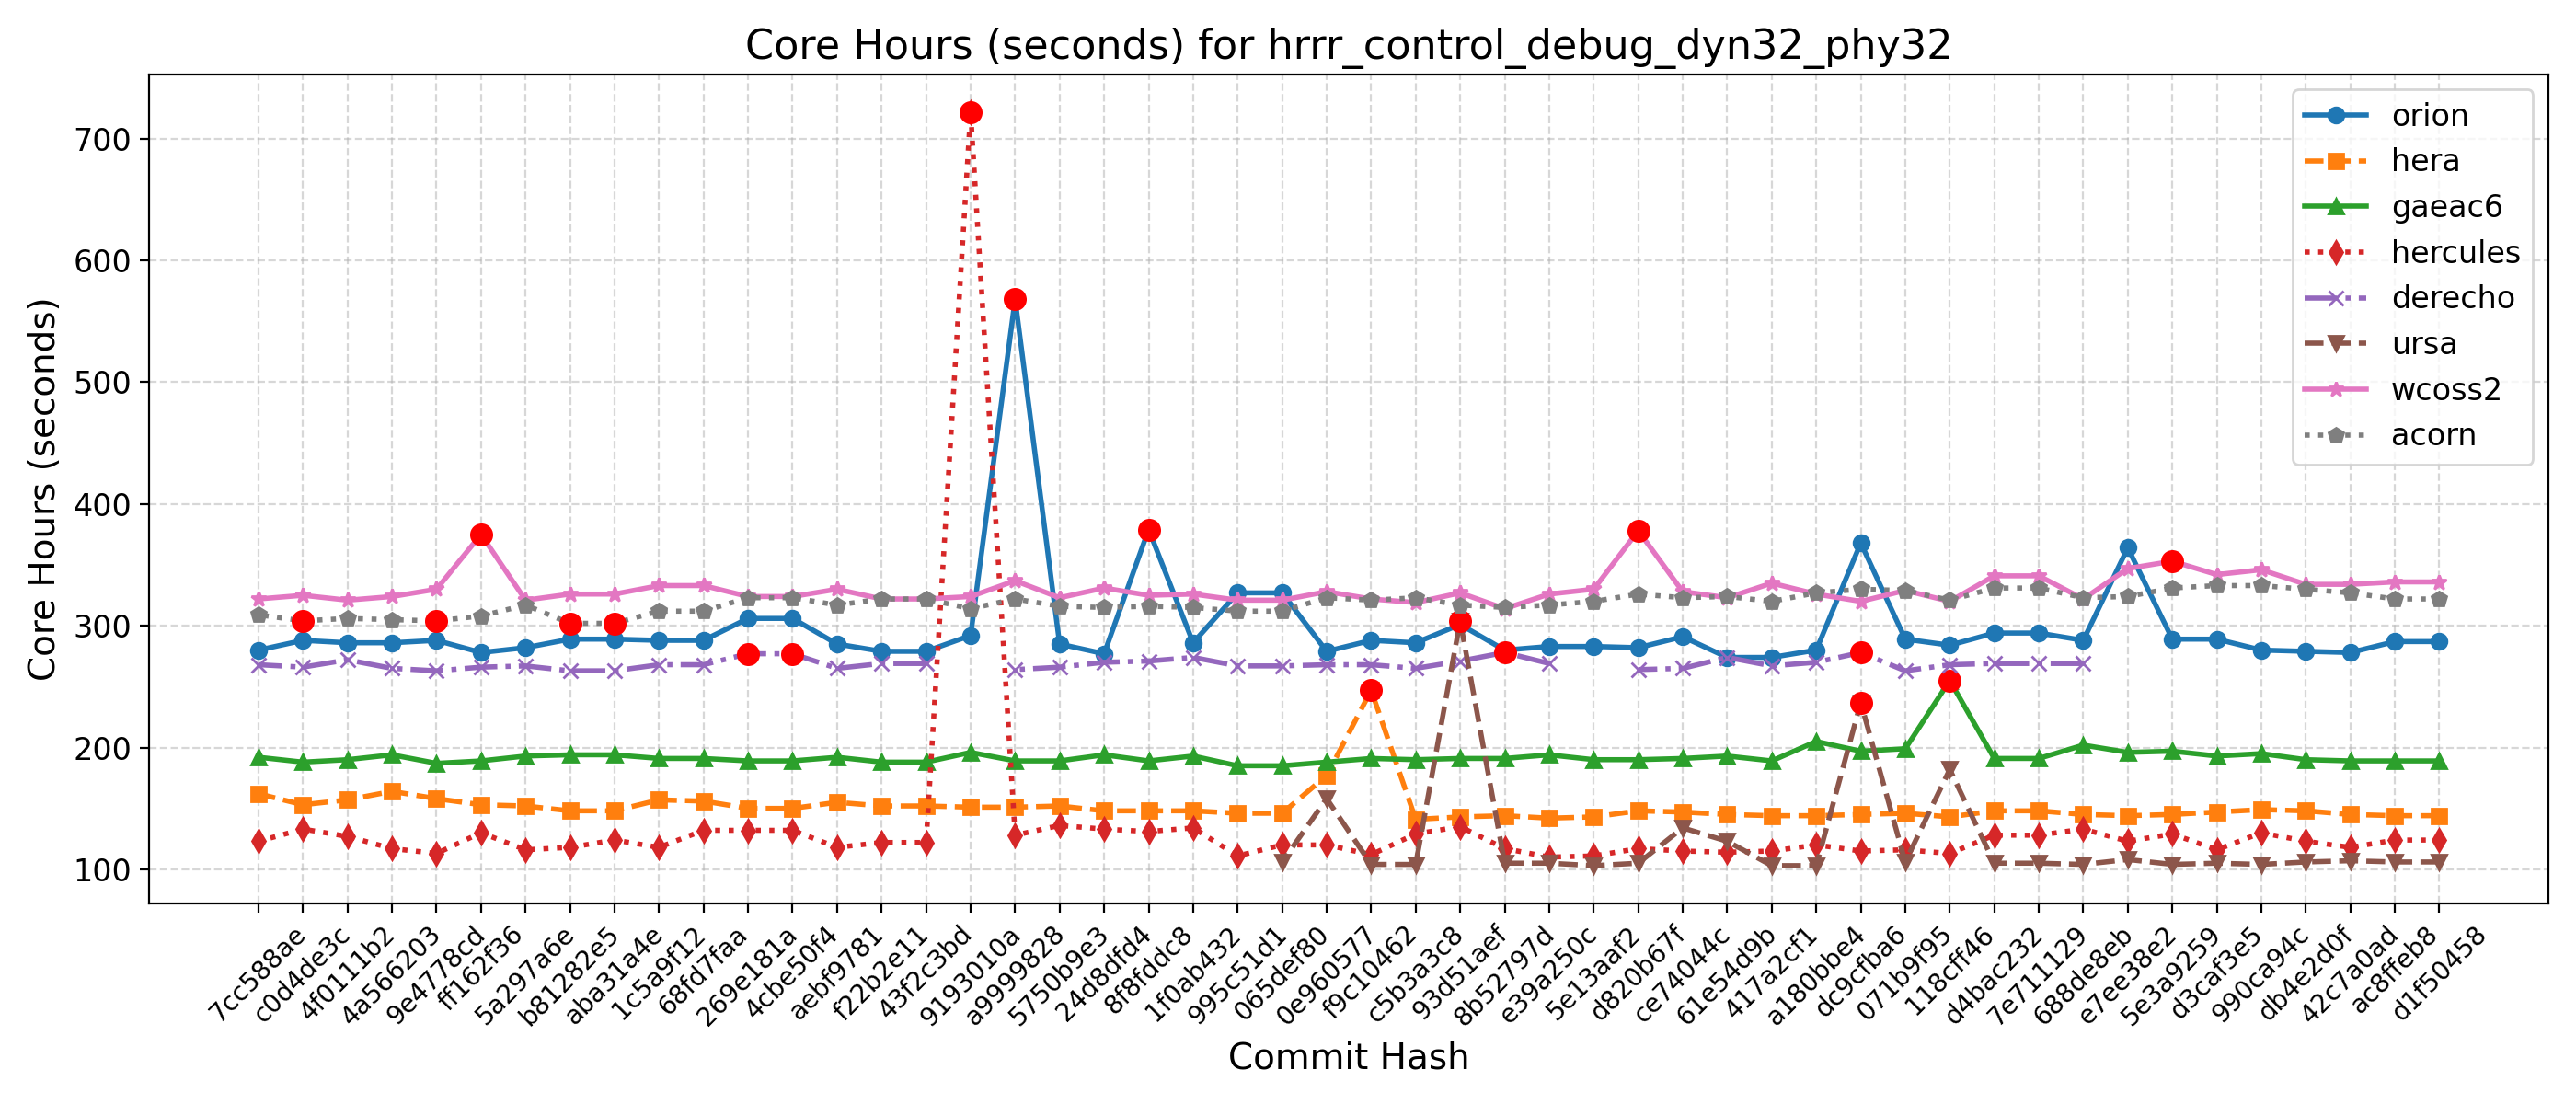 Core Hours (seconds) for hrrr_control_debug_dyn32_phy32
Core Hours (seconds)
700
600
500
400
300
200
100
orion
hera
gaeac6
hercules
derecho
ursa
wcoss2
acorn
7cc588ae
c0d4de3c
4f0111b2
4a566203
9e4778cd
ff162f36
5a297a6e
b81282e5
aba31a4e
1c5a9f12
68fd7faa
269e181a
4cbe50f4
aebf9781
f22b2e11
43f2c3bd
9193010a
a9999828
5750b9e3
24d8dfd4
8f8fddc8
1f0ab432
995c51d1
065def80
0e960577
f9c10462
c5b3a3c8
93d51aef
8b52797d
e39a250c
5e13aaf2
d820b67f
ce74044c
61e54d9b
417a2cf1
a180bbe4
dc9cfba6
071b9f95
118cff46
d4bac232
7e711129
688de8eb
e7ee38e2
5e3a9259
d3caf3e5
990ca94c
db4e2d0f
42c7a0ad
ac8ffeb8
d1f50458
Commit Hash